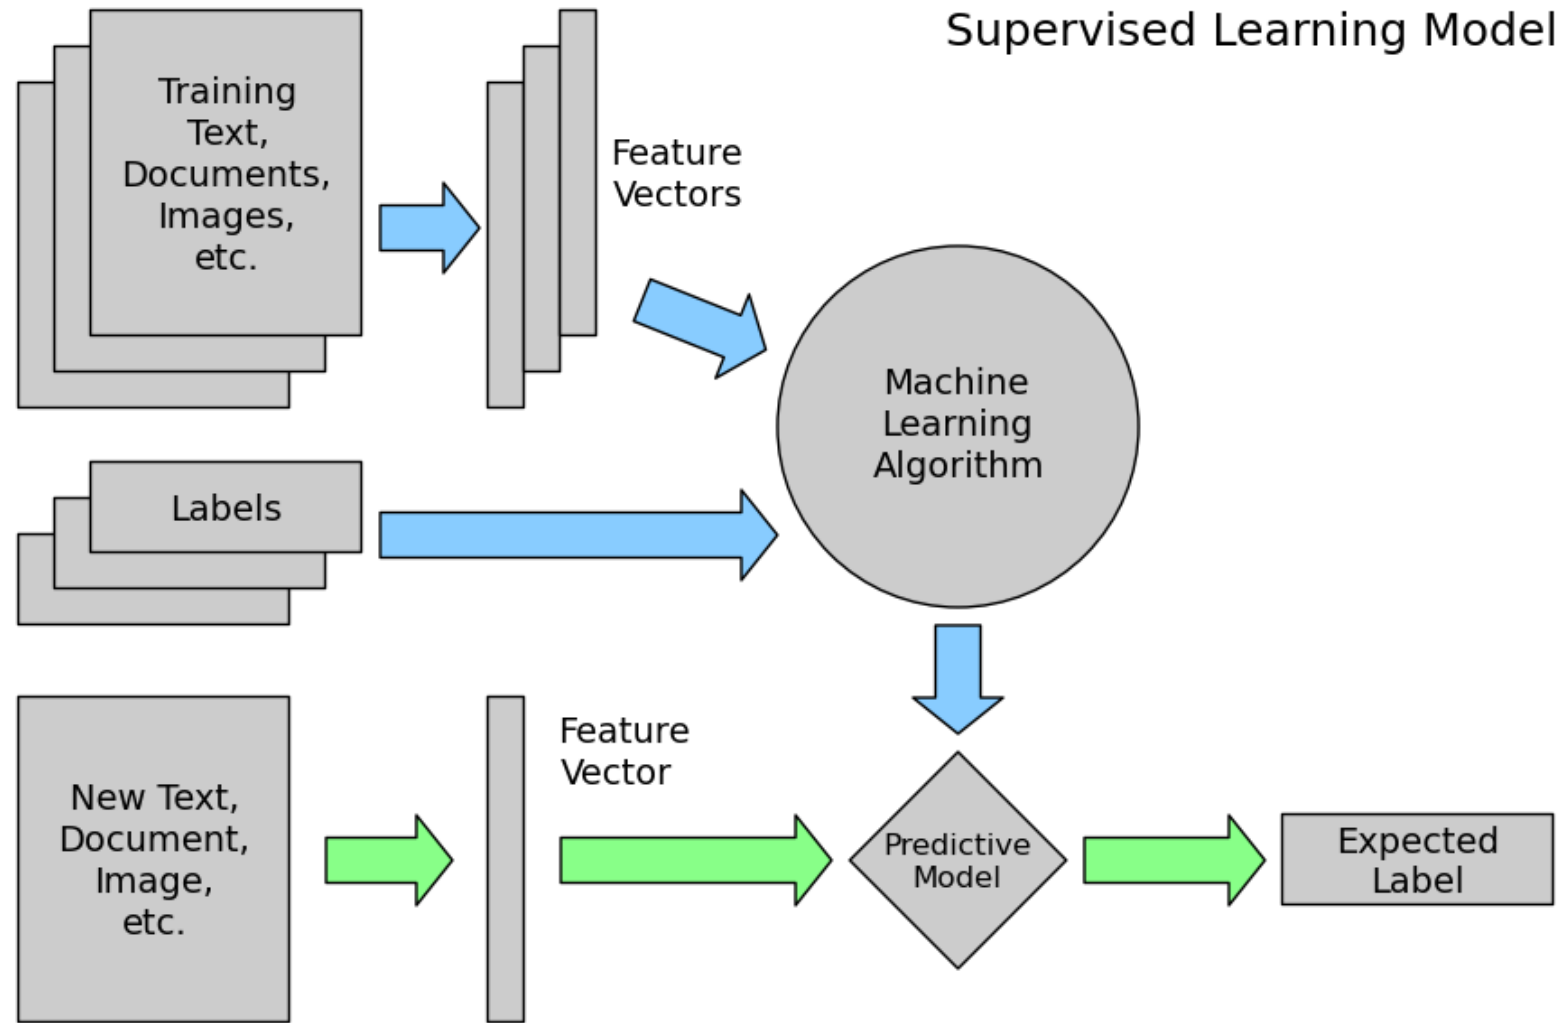 Supervised Learning Model
Training
Text,
Documents,
Images,
etc.
Feature
Vectors
Machine
Learning
Algorithm
Labels
New Text,
Document,
Image,
etc.
Feature
Vector
Predictive
Model
Expected
Label